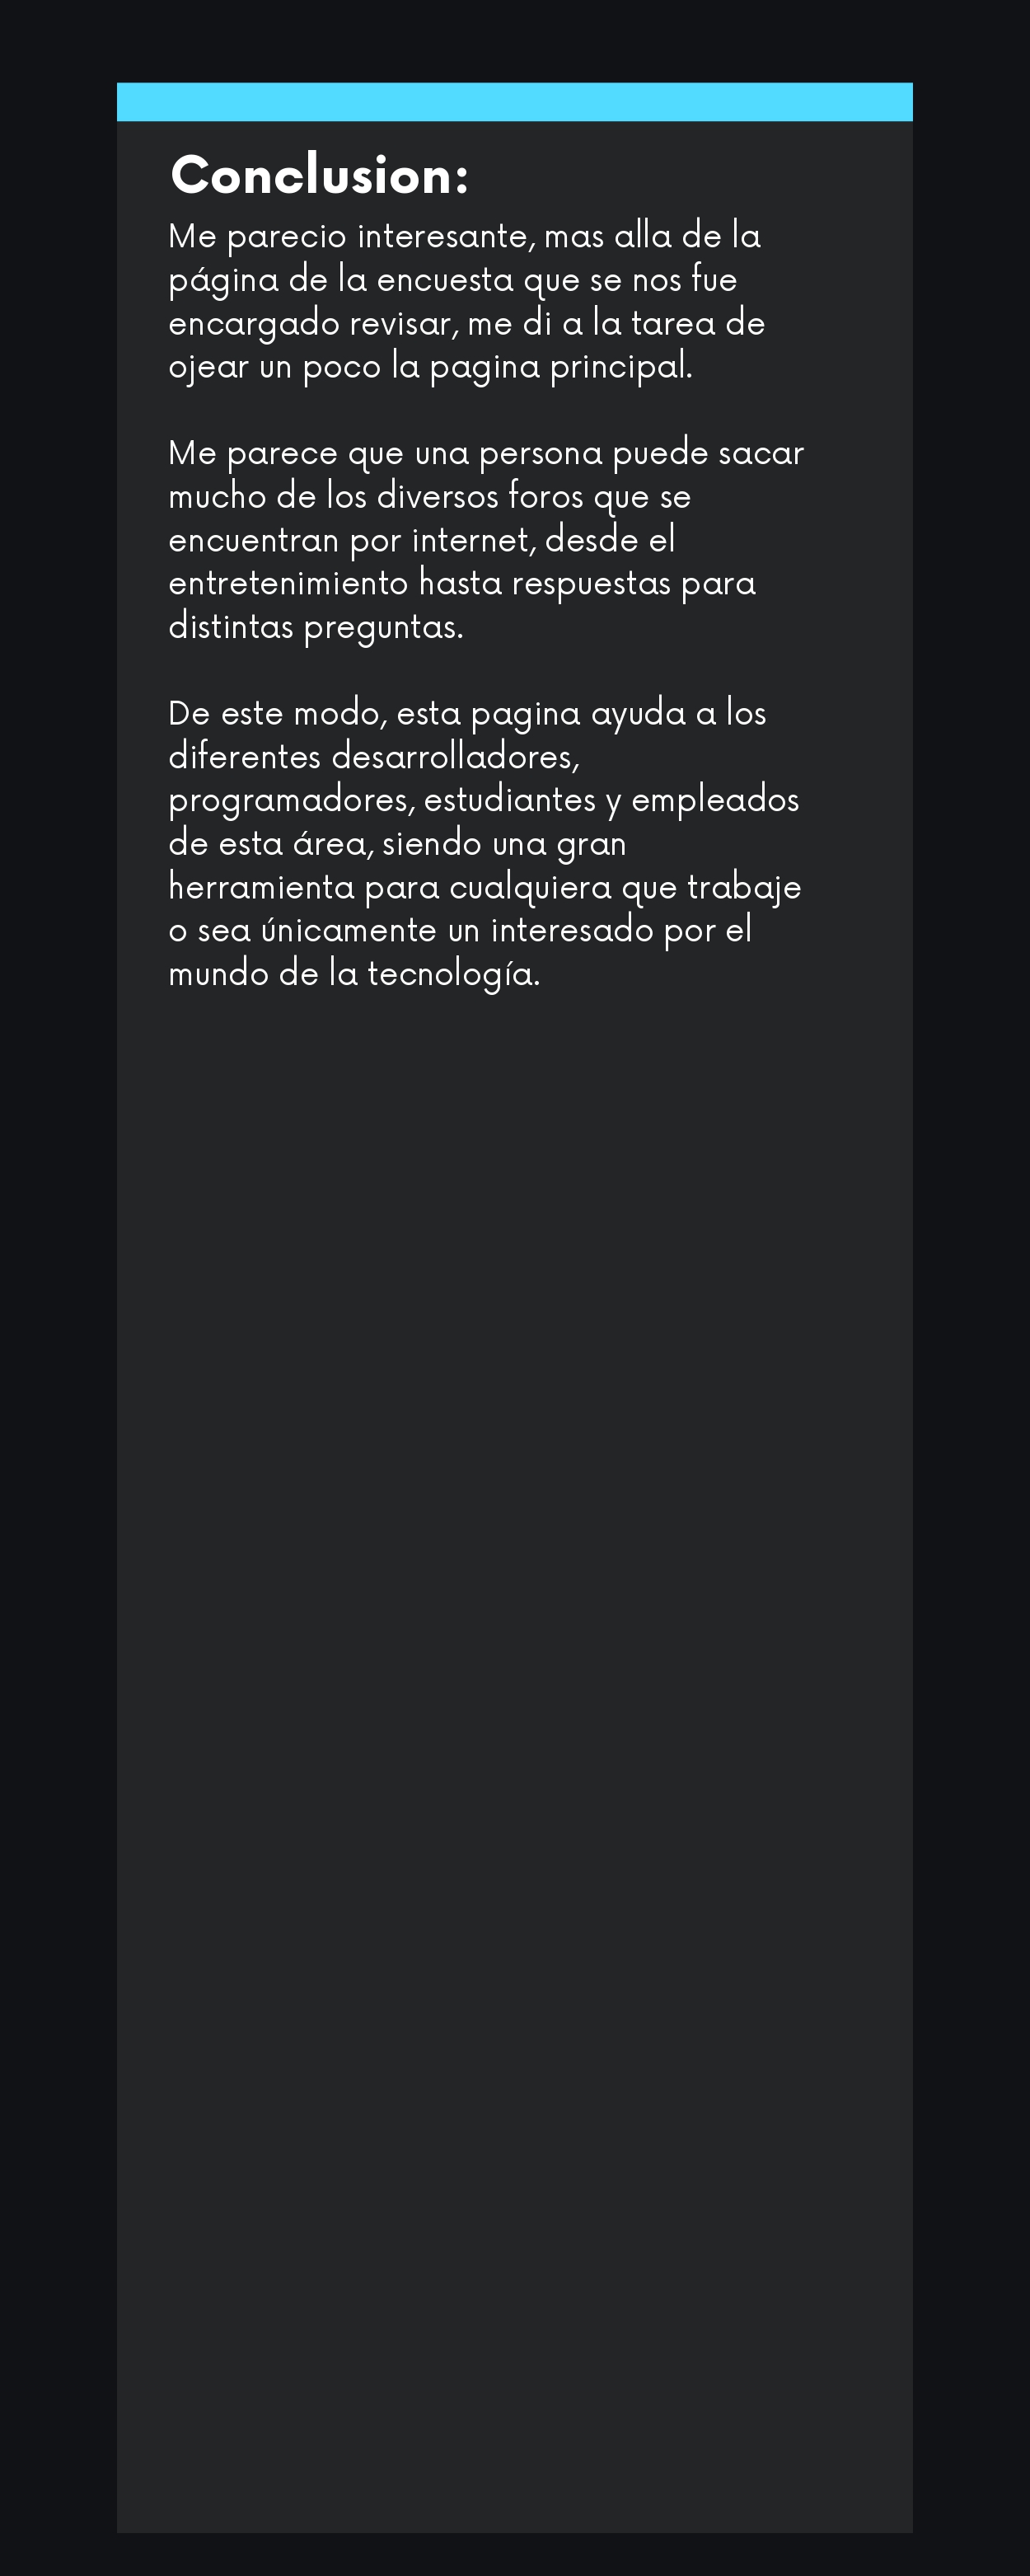 Conclusion:
Me parecio interesante, mas alla de la
página de la encuesta que se nos fue
encargado revisar, me di a la tarea de
ojear un poco la pagina principal.
Me parece que una persona puede sacar
mucho de los diversos foros que se
encuentran por internet, desde el
entretenimiento hasta respuestas para
distintas preguntas.
De este modo, esta pagina ayuda a los
diferentes desarrolladores,
programadores, estudiantes y empleados
de esta área, siendo una gran
herramienta para cualquiera que trabaje
o sea únicamente un interesado por el
mundo de la tecnología.